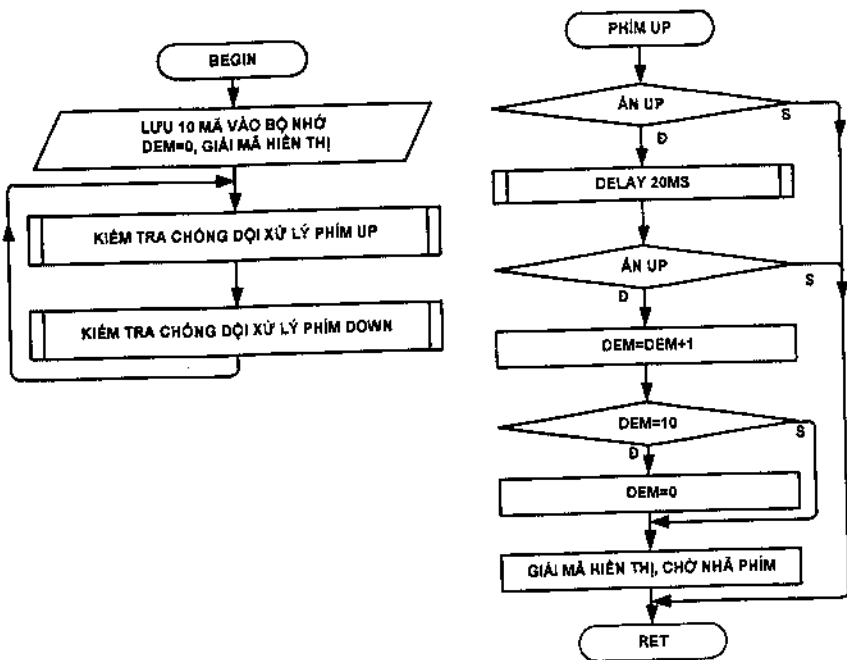 BEGIN
LƯU 10 MÃ VÀO BỘ NHỚ
DEM=0, GIẢI MÃ HIỂN THỊ
KIỂM TRA CHỐNG DỘI XỬ LÝ PHÍM UP
KIỂM TRA CHỐNG DỘI XỬ LÝ PHÍM DOWN
PHÍM UP
ẤN UP
S
Đ
DELAY 20MS
ẤN UP
S
Đ
DEM=DEM+1
DEM=10
S
Đ
DEM=0
GIẢI MÃ HIỂN THỊ, CHỜ NHẢ PHÍM
RET